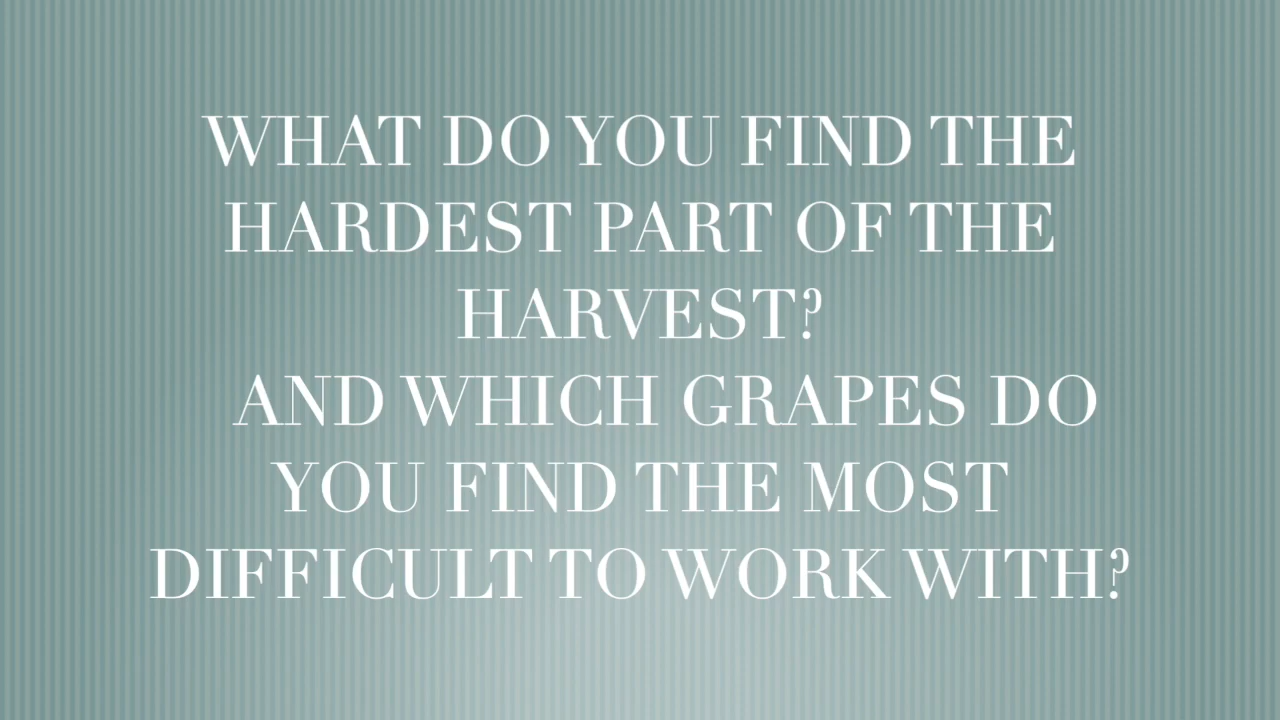 WHAT DO YOU FIND THE
HARDEST PART OF THE
HARVEST?
AND WHICH GRAPES DO
YOU FIND THE MOST
DIFFICULT TO WORK WITH?